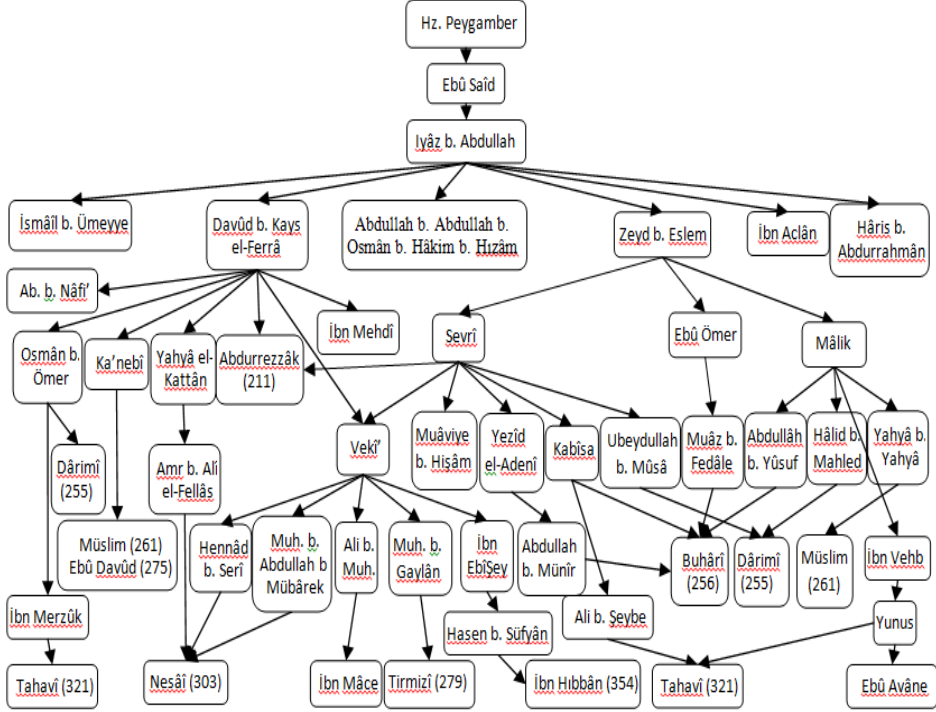 Hz. Peygamber
Ebû Saîd
Iyâz b. Abdullah
İsmâîl b. Ümeyye
Davûd b. Kays
el-Ferrâ
Abdullah b. Abdullah b.
Osmân b. Hâkim b. Hızâm
Zeyd b. Eslem
İbn Aclân
Hâris b.
Abdurrahmân
Ab. b. Nâfi’
Osmân b.
Ömer
Ka’nebî
Yahyâ el-
Kattân
Abdurrezzâk
(211)
İbn Mehdî
Sevrî
Ebû Ömer
Mâlik
Dârimî
(255)
Amr b. Ali
el-Fellâs
Vekî’
Muâviye
b. Hişâm
Yezîd
el-Adenî
Kabîsa
Ubeydullah
b. Mûsâ
Muâz b.
Fedâle
Abdullâh
b. Yûsuf
Hâlid b.
Mahled
Yahyâ b.
Yahyâ
Müslim (261)
Ebû Davûd (275)
Hennâd
b. Serî
Muh. b.
Abdullah b
Mübârek
Ali b.
Muh.
Muh. b.
Gaylân
İbn
EbîŞey
Abdullah
b. Münîr
Buhârî
(256)
Dârimî
(255)
Müslim
(261)
İbn Vehb
İbn Merzûk
Hasen b. Süfyân
Ali b. Şeybe
Yunus
Tahavî (321)
Nesâî (303)
İbn Mâce
Tirmizî (279)
İbn Hıbbân (354)
Tahavî (321)
Ebû Avâne